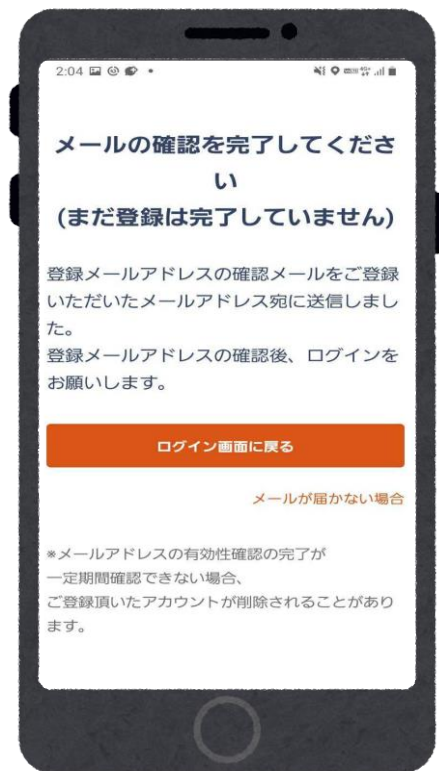 2:04
メールの確認を完了してくださ
い
(まだ登録は完了していません)
登録メールアドレスの確認メールをご登録
いただいたメールアドレス宛に送信しまし
た。
登録メールアドレスの確認後、ログインを
お願いします。
ログイン画面に戻る
メールが届かない場合
※メールアドレスの有効性確認の完了が
一定期間確認できない場合、
ご登録頂いたアカウントが削除されることがあり
ます。